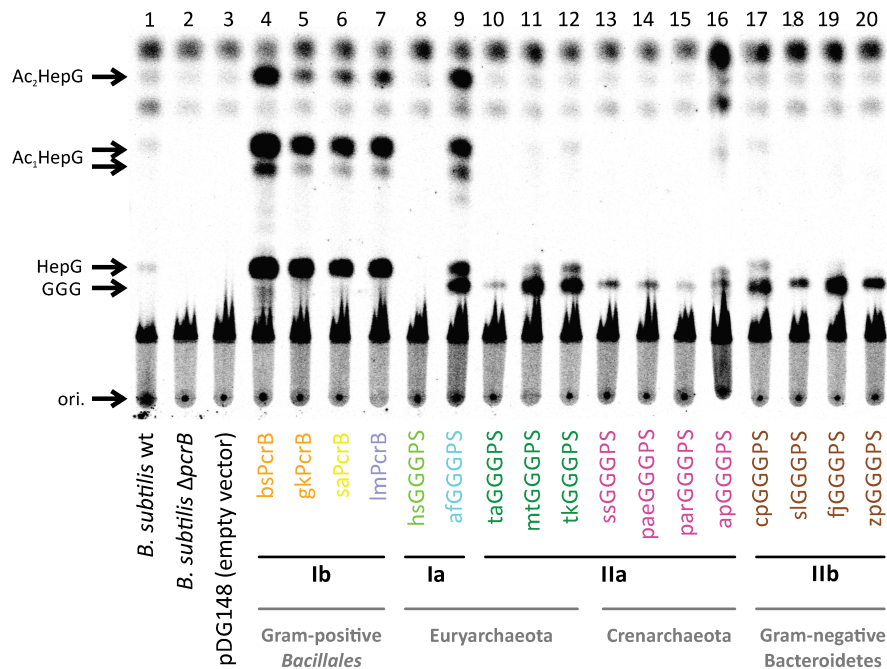 1 2 3 4 5 6 7 8 9 10 11 12 13 14 15 16 17 18 19 20
Ac₂HepG
Ac₁HepG
HepG
GGG
ori.
B. subtilis wt
B. subtilis ΔpcrB
pDG148 (empty vector)
bsPcrB
gkPcrB
saPcrB
lmPcrB
hsGGGPS
afGGGPS
taGGGPS
mtGGGPS
tkGGGPS
ssGGGPS
paeGGGPS
parGGGPS
apGGGPS
cpGGGPS
slGGGPS
fjGGGPS
zpGGGPS
Ib Ia IIa IIb
Gram-positive Euryarchaeota Crenarchaeota Gram-negative
Bacillales Bacteroidetes